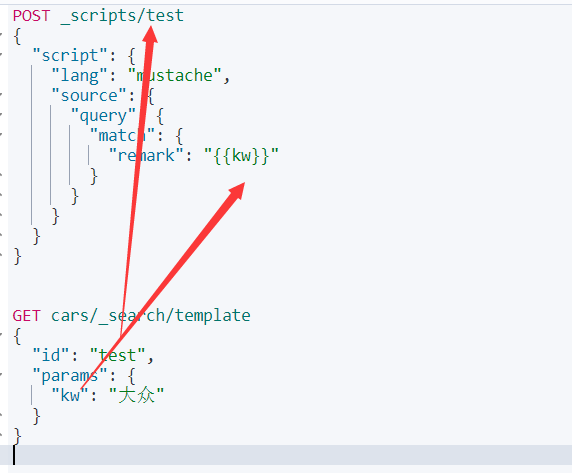 POST _scripts/test
{
  "script": {
    "lang": "mustache",
    "source": {
      "query": {
        "match": {
          "remark": "{{kw}}"
        }
      }
    }
  }
}
GET cars/_search/template
{
  "id": "test",
  "params": {
    "kw": "大众"
  }
}